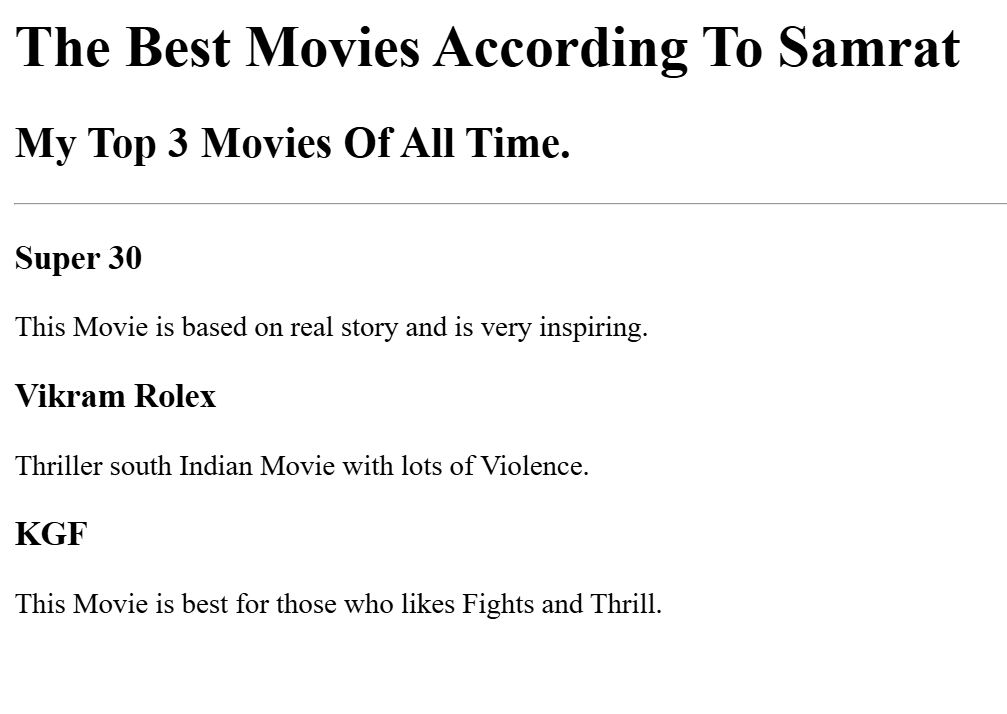 The Best Movies According To Samrat
My Top 3 Movies Of All Time.
Super 30
This Movie is based on real story and is very inspiring.
Vikram Rolex
Thriller south Indian Movie with lots of Violence.
KGF
This Movie is best for those who likes Fights and Thrill.